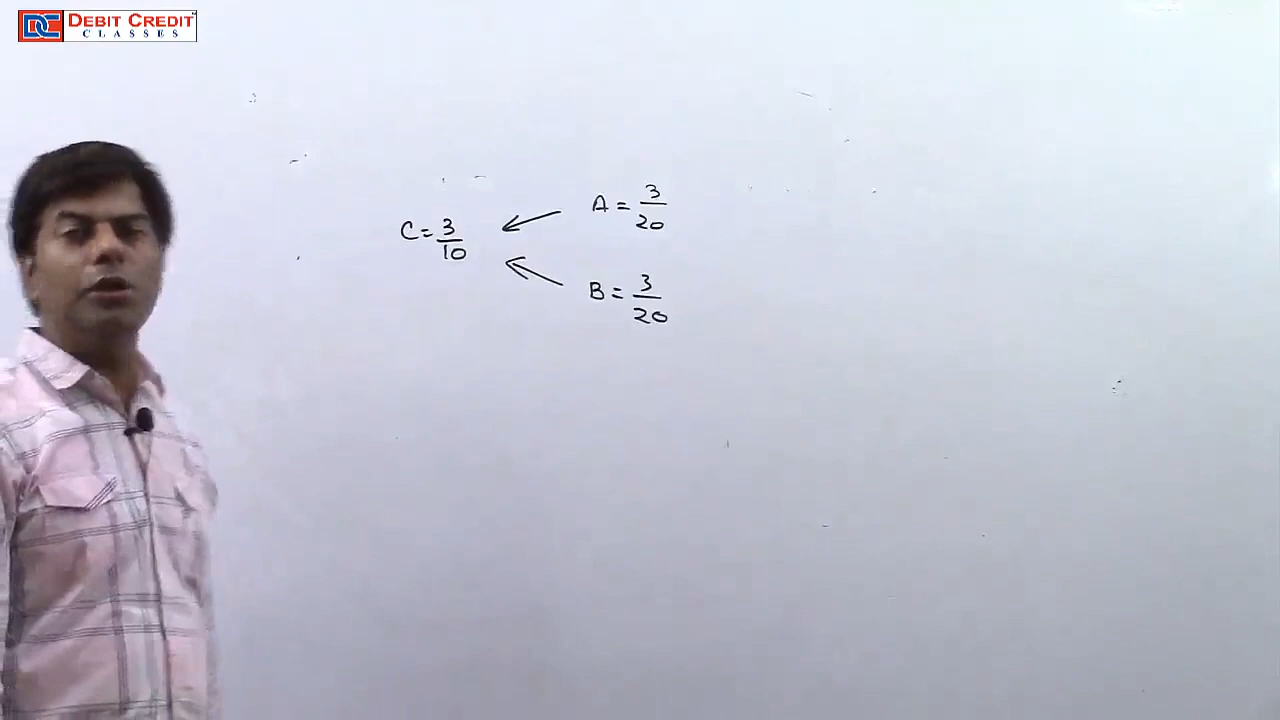 DEBIT CREDIT
CLASSES
C = 3/10
A = 3/20
B = 3/20